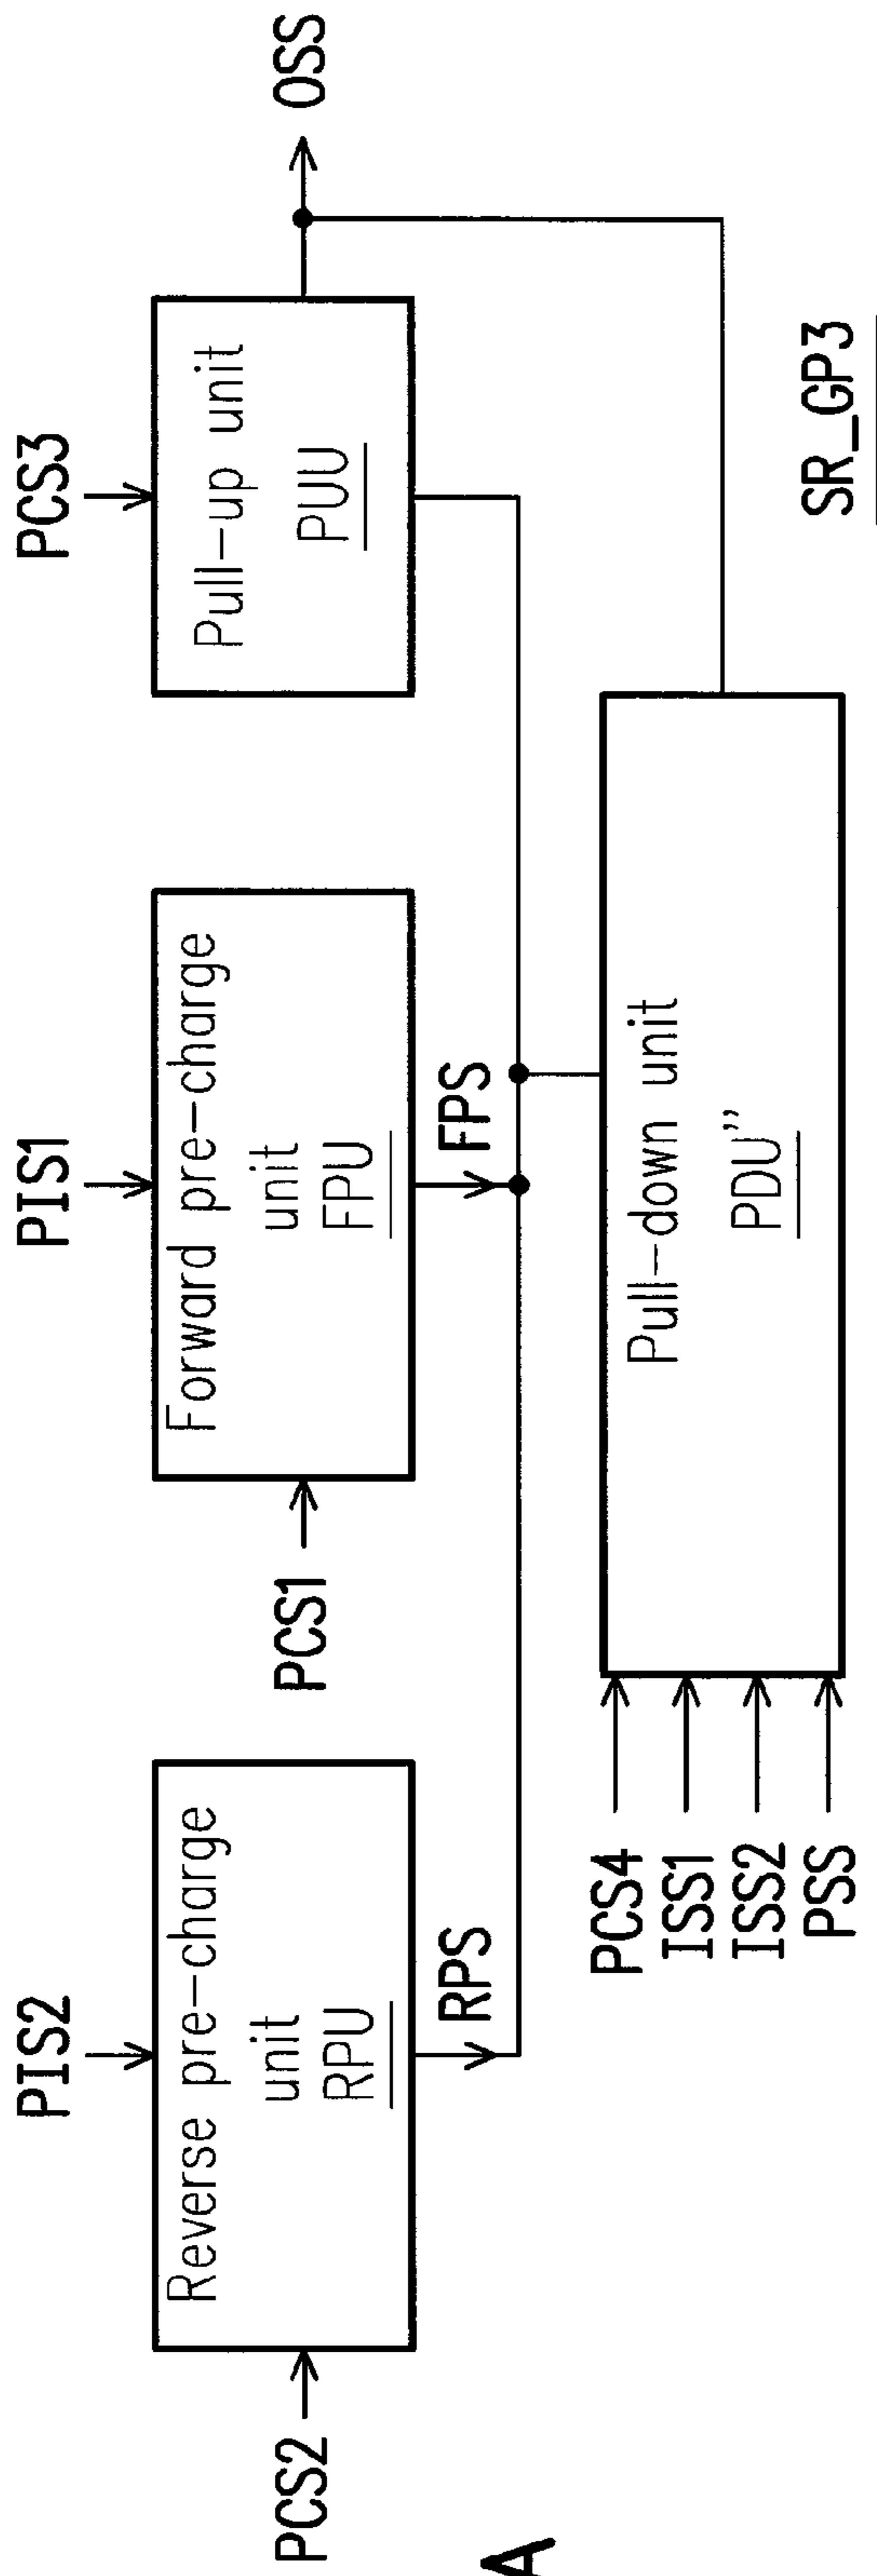 PIS2
PIS1
PCS3
PCS2
Reverse pre-charge
unit
RPU
PCS1
Forward pre-charge
unit
FPU
Pull-up unit
PUU
OSS
RPS
FPS
PCS4
ISS1
ISS2
PSS
Pull-down unit
PDU"
SR_GP3
A